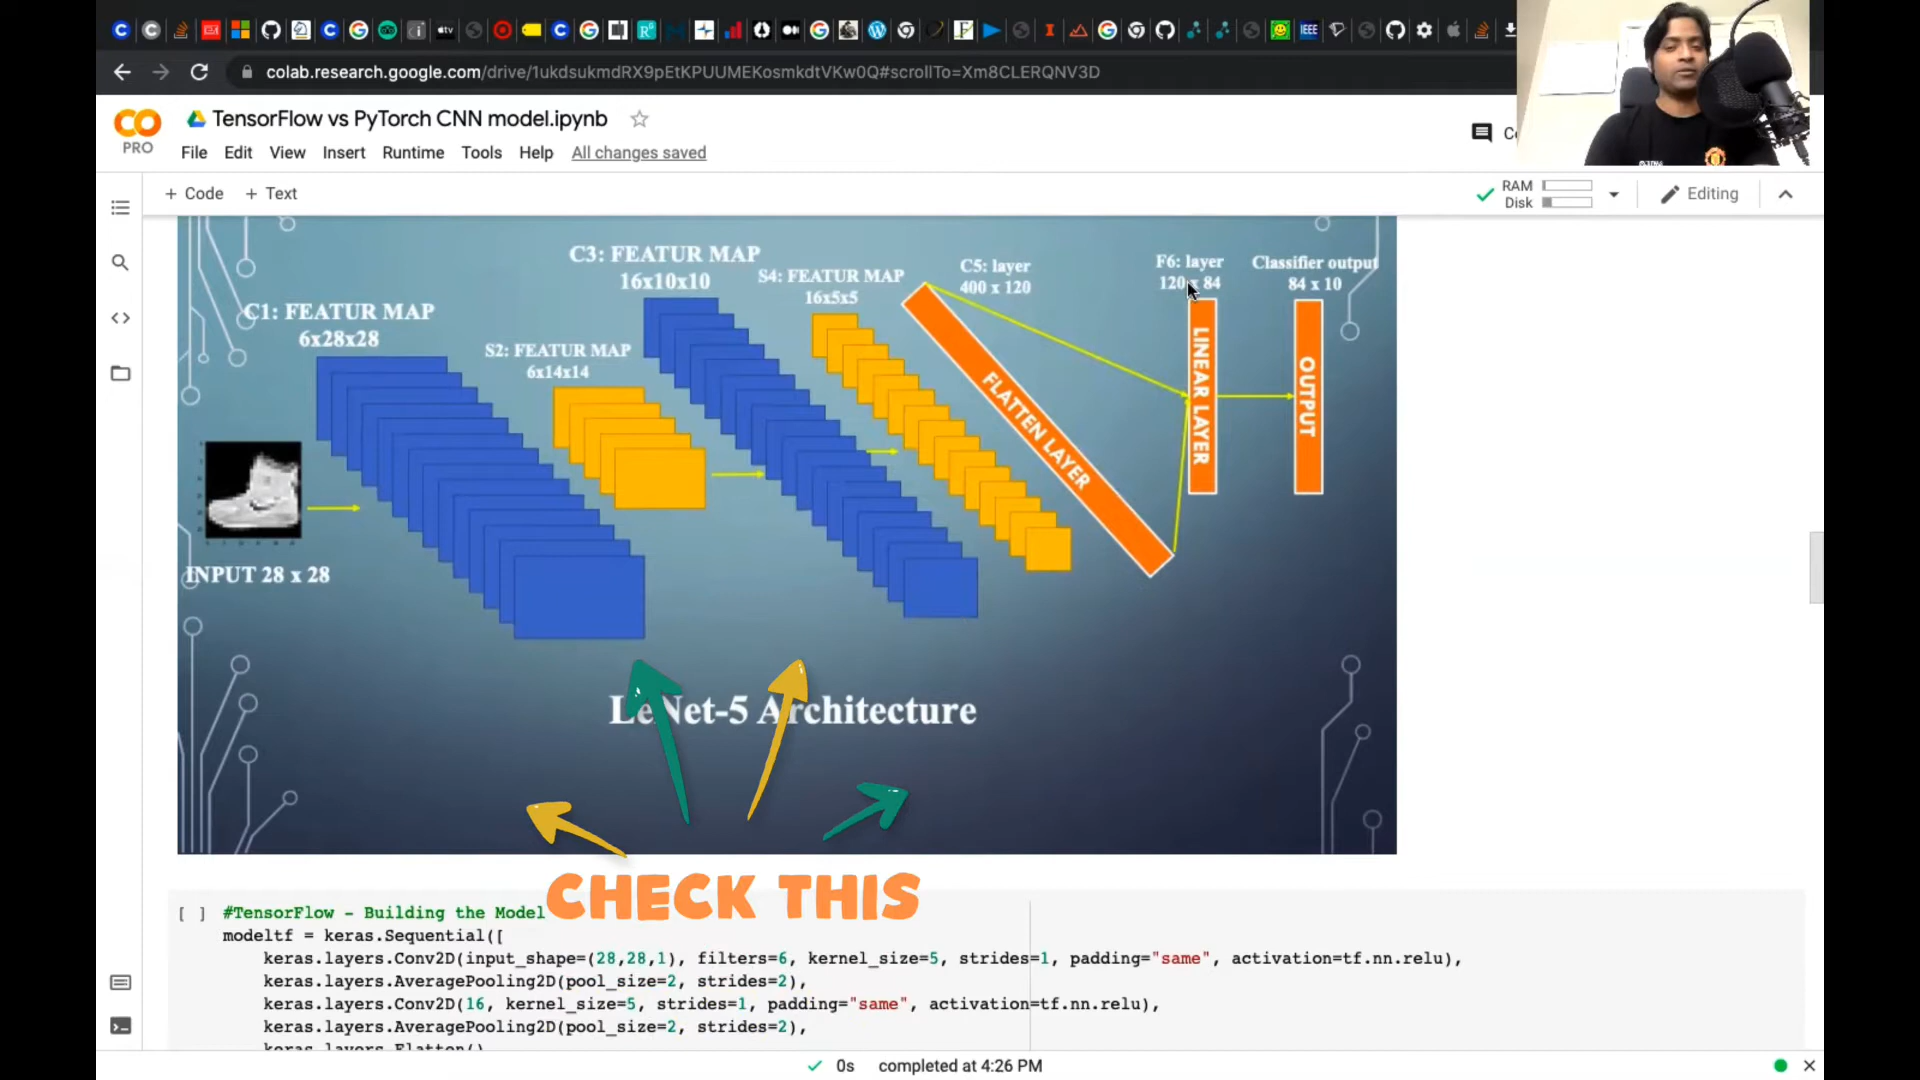 colab.research.google.com/drive/1ukdsukmdRX9pEtKPUUMEKosmkdtVKw0Q#scrollTo=Xm8CLERQNV3D
CO
PRO
TensorFlow vs PyTorch CNN model.ipynb
File Edit View Insert Runtime Tools Help All changes saved
+ Code + Text
RAM
Disk
Editing
C1: FEATUR MAP
6x28x28
S2: FEATUR MAP
6x14x14
C3: FEATUR MAP
16x10x10
S4: FEATUR MAP
16x5x5
C5: layer
400 x 120
F6: layer
120 x 84
Classifier output
84 x 10
FLATTEN LAYER
LINEAR LAYER
OUTPUT
INPUT 28 x 28
LeNet-5 Architecture
CHECK THIS
[ ] #TensorFlow - Building the Model
modeltf = keras.Sequential([
keras.layers.Conv2D(input_shape=(28,28,1), filters=6, kernel_size=5, strides=1, padding="same", activation=tf.nn.relu),
keras.layers.AveragePooling2D(pool_size=2, strides=2),
keras.layers.Conv2D(16, kernel_size=5, strides=1, padding="same", activation=tf.nn.relu),
keras.layers.AveragePooling2D(pool_size=2, strides=2),
keras.layers.Flatten()
0s completed at 4:26 PM